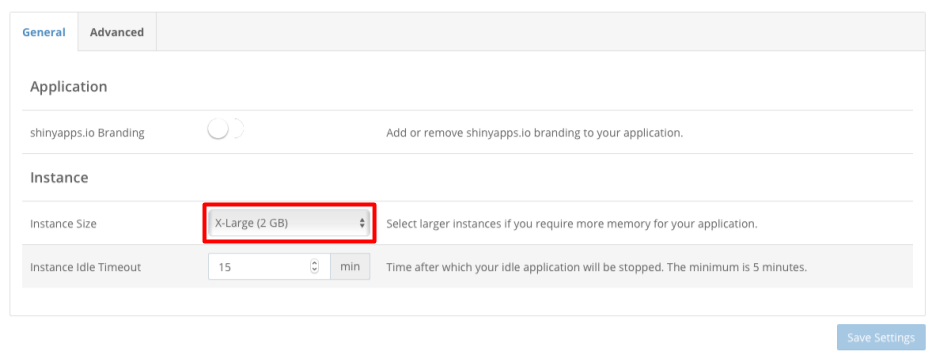 General Advanced
Application
shinyapps.io Branding Add or remove shinyapps.io branding to your application.
Instance
Instance Size X-Large (2 GB) Select larger instances if you require more memory for your application.
Instance Idle Timeout 15 min Time after which your idle application will be stopped. The minimum is 5 minutes.
Save Settings